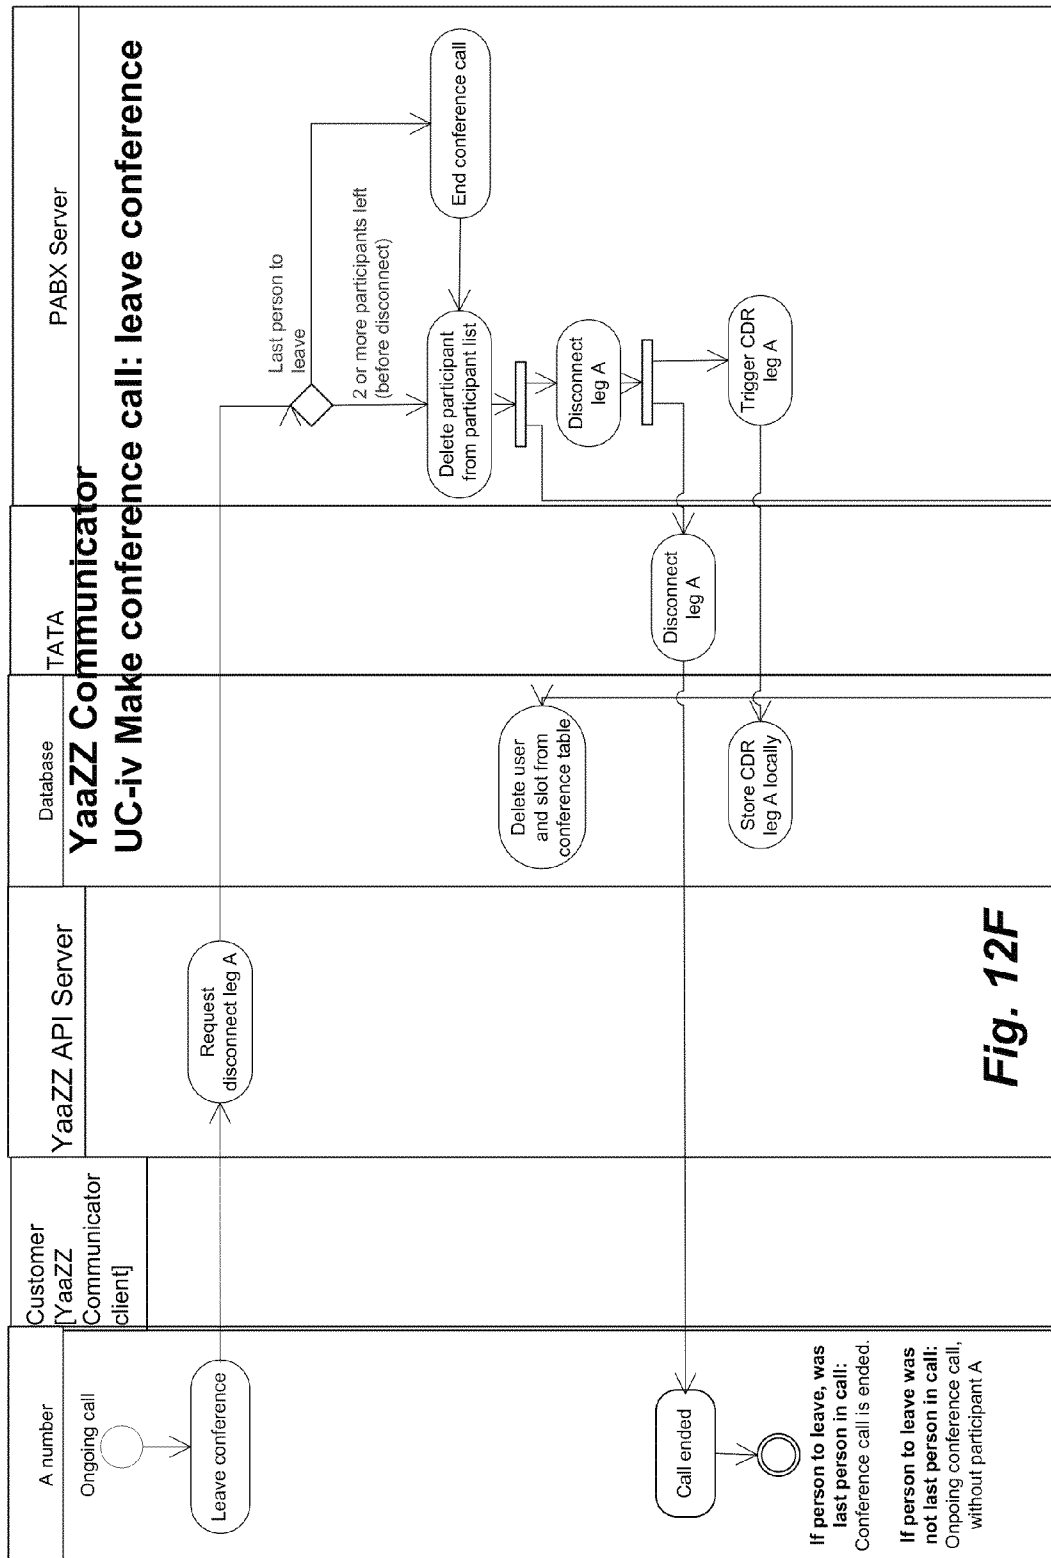 YaaZZ Communicator
UC-iv Make conference call: leave conference
A number
Customer
[YaaZZ
Communicator
client]
YaaZZ API Server
Database
TATA
PABX Server
Ongoing call
Leave conference
Request
disconnect leg A
Last person to
leave
2 or more participants left
(before disconnect)
End conference call
Delete participant
from participant list
Disconnect
leg A
Trigger CDR
leg A
Disconnect
leg A
Delete user
and slot from
conference table
Store CDR
leg A locally
Call ended
If person to leave, was
last person in call:
Conference call is ended.
If person to leave was
not last person in call:
Onpoing conference call,
without participant A
Fig. 12F